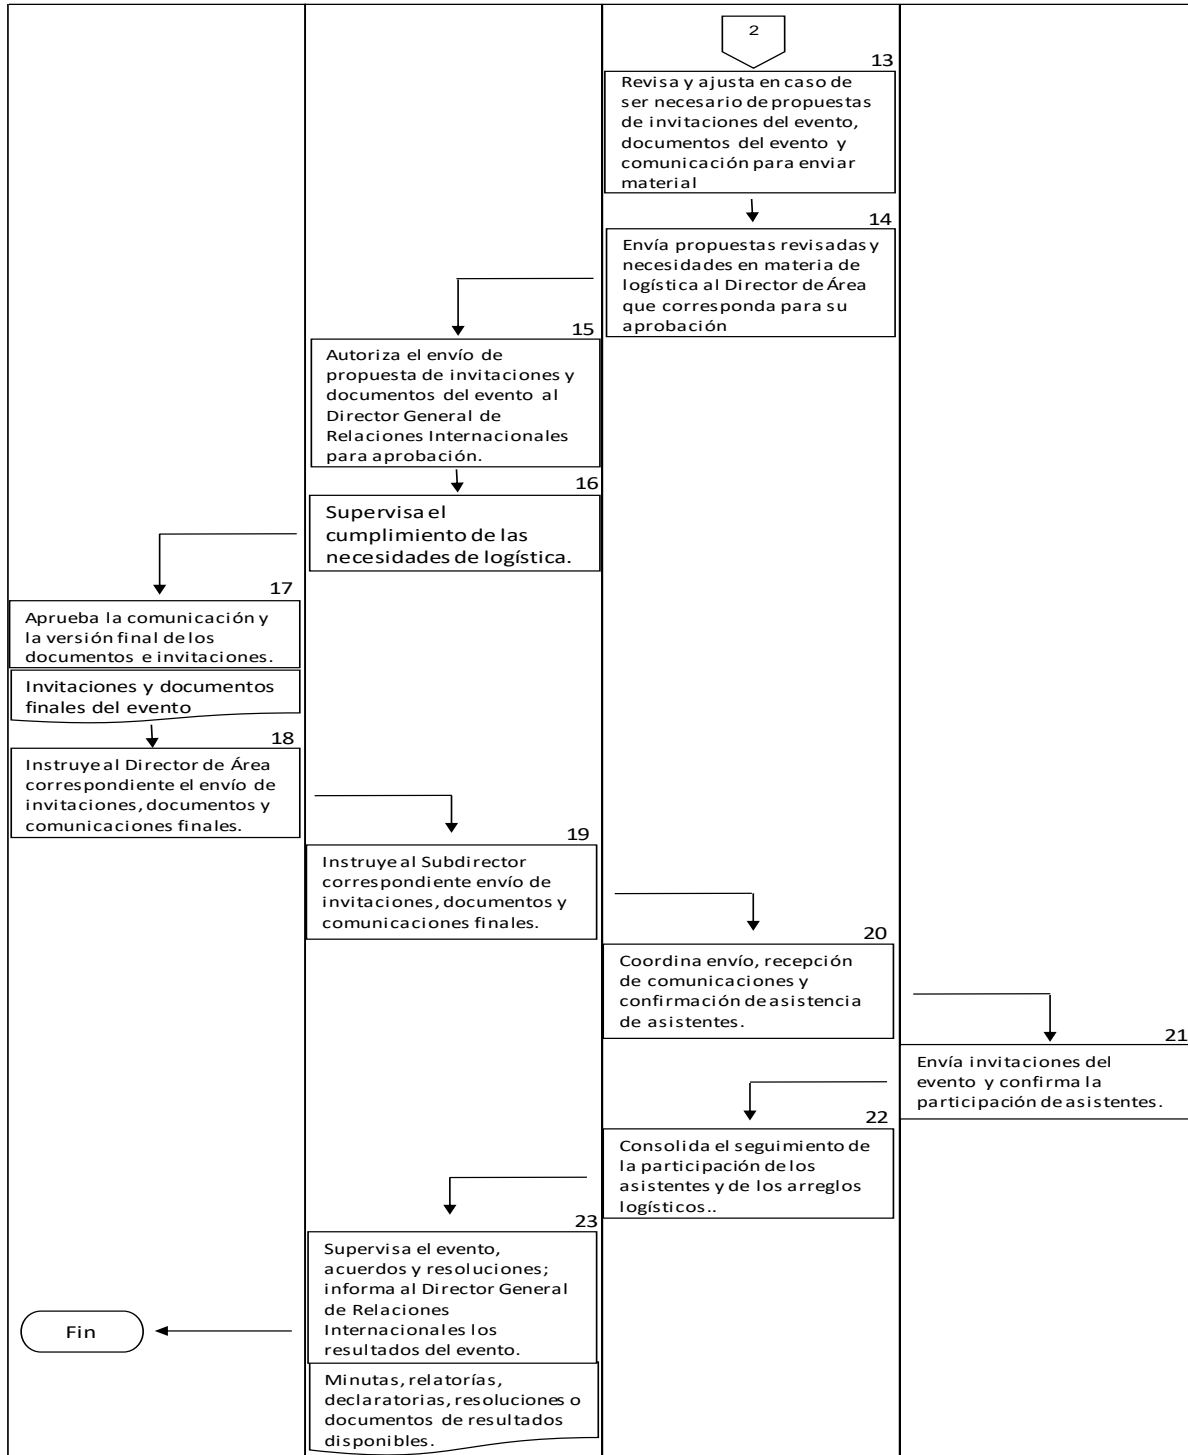 2
13
Revisa y ajusta en caso de
ser necesario de propuestas
de invitaciones del evento,
documentos del evento y
comunicación para enviar
material
14
Envía propuestas revisadas y
necesidades en materia de
logística al Director de Área
que corresponda para su
aprobación
15
Autoriza el envío de
propuesta de invitaciones y
documentos del evento al
Director General de
Relaciones Internacionales
para aprobación.
16
Supervisa el
cumplimiento de las
necesidades de logística.
17
Aprueba la comunicación y
la versión final de los
documentos e invitaciones.
Invitaciones y documentos
finales del evento
18
Instruye al Director de Área
correspondiente el envío de
invitaciones, documentos y
comunicaciones finales.
19
Instruye al Subdirector
correspondiente envío de
invitaciones, documentos y
comunicaciones finales.
20
Coordina envío, recepción
de comunicaciones y
confirmación de asistencia
de asistentes.
21
Envía invitaciones del
evento y confirma la
participación de asistentes.
22
Consolida el seguimiento de
la participación de los
asistentes y de los arreglos
logísticos..
23
Supervisa el evento,
acuerdos y resoluciones;
informa al Director General
de Relaciones
Internacionales los
resultados del evento.
Minutas, relatorías,
declaratorias, resoluciones o
documentos de resultados
disponibles.
Fin